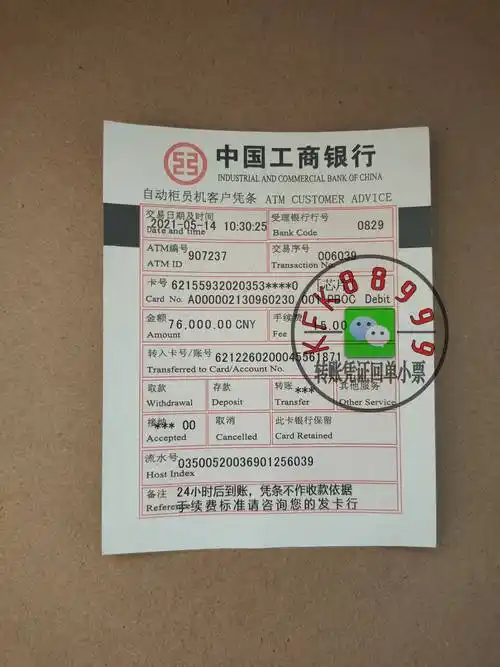 中国工商银行
INDUSTRIAL AND COMMERCIAL BANK OF CHINA
自动柜员机客户凭条 ATM CUSTOMER ADVICE
交易日期及时间
2021-05-14 10:30:25
Date and time
受理银行行号
Bank Code
0829
ATM编号
ATM ID
907237
交易序号
Transaction No.
006039
卡号 62155932020353****0 芯片
Card No. A0000021309602300 PBOC Debit
金额
Amount
76,000.00 CNY
手续费
Fee
15.00
转入卡号/账号 6212260200045561871
Transferred to Card/Account No.
取款
Withdrawal
存款
Deposit
转账 ***
Transfer
其他服务
Other Service
*** 00
Accepted
取消
Cancelled
此卡银行保留
Card Retained
流水号 03500520036901256039
Host Index
备注 24小时后到账，凭条不作收款依据
Reference 手续费标准请咨询您的发卡行
KFK88999
转账凭证回单小票